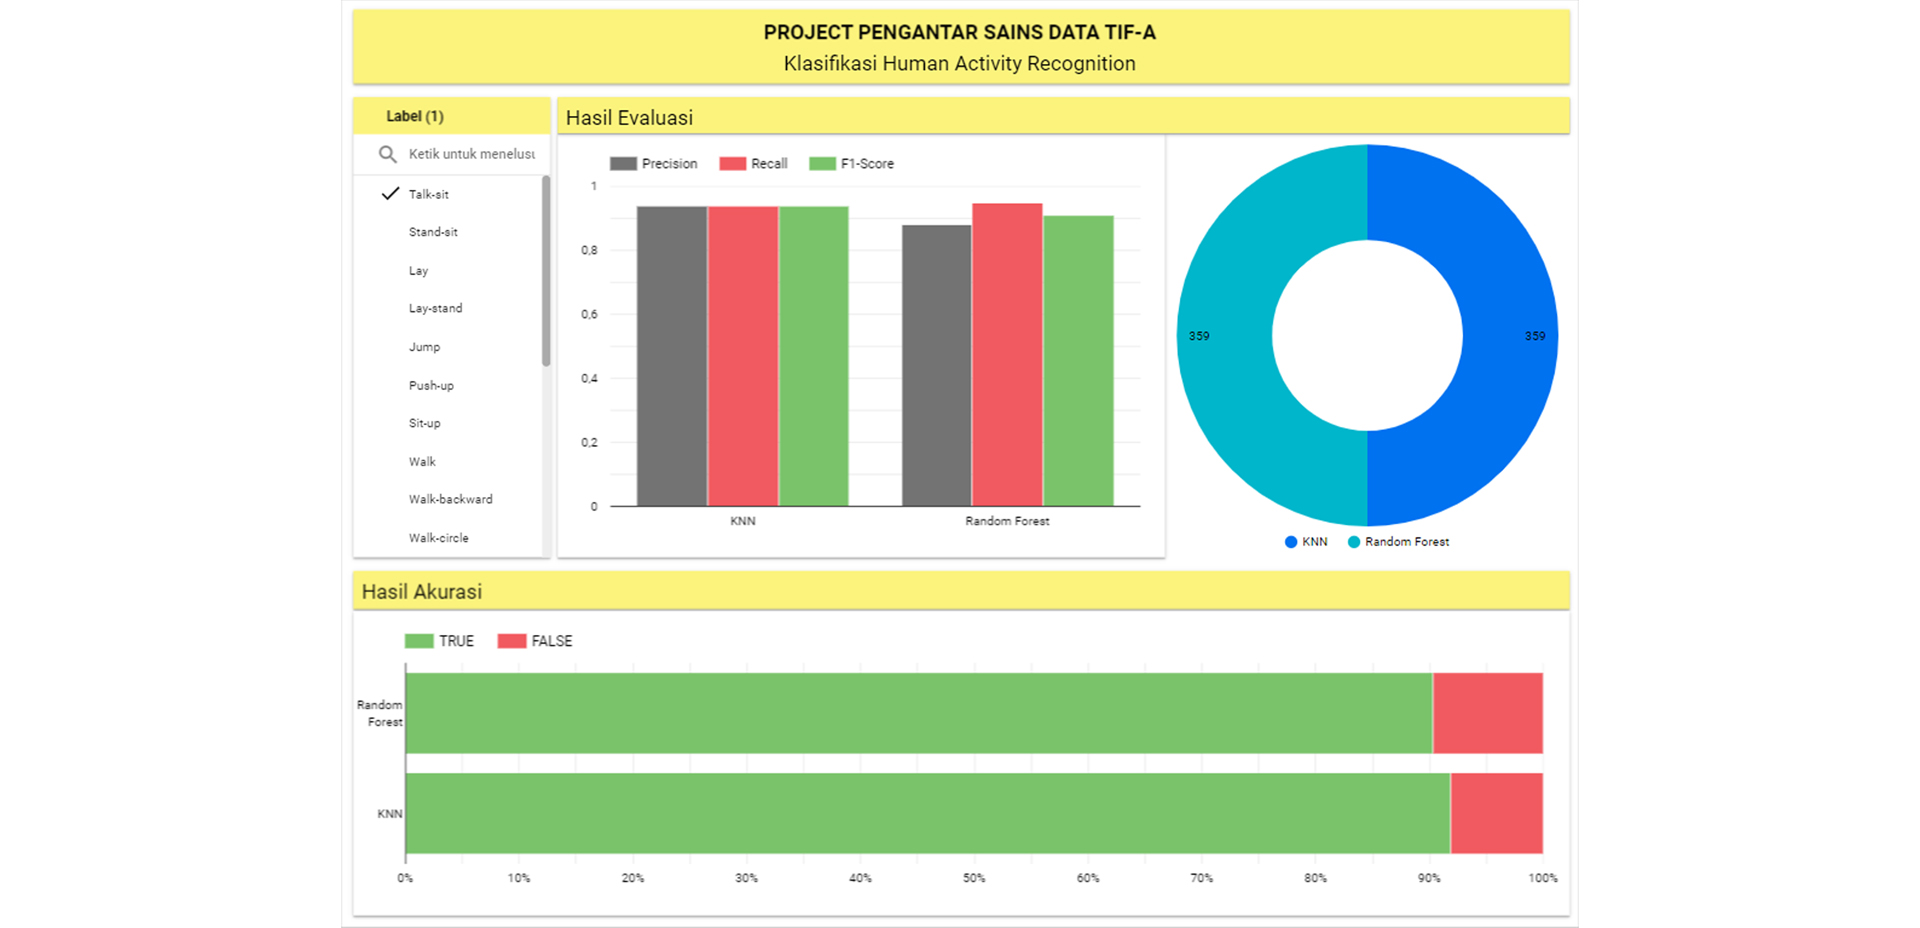 PROJECT PENGANTAR SAINS DATA TIF-A
Klasifikasi Human Activity Recognition
Label (1)
Ketik untuk menelusu
Talk-sit
Stand-sit
Lay
Lay-stand
Jump
Push-up
Sit-up
Walk
Walk-backward
Walk-circle
Hasil Evaluasi
Precision Recall F1-Score
1
0,8
0,6
0,4
0,2
0
KNN Random Forest
359 359
KNN Random Forest
Hasil Akurasi
TRUE FALSE
Random
Forest
KNN
0% 10% 20% 30% 40% 50% 60% 70% 80% 90% 100%